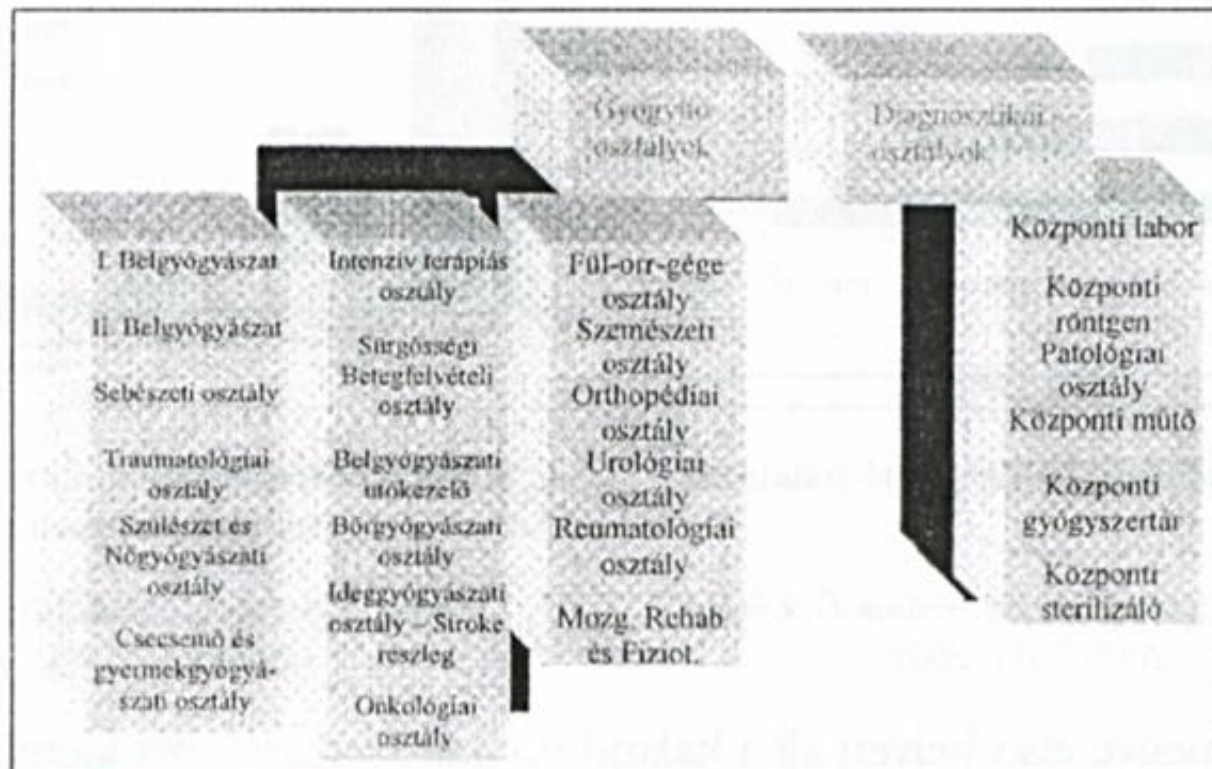 Gyógyító
osztályok
Diagnosztikai
osztályok
I. Belgyógyászat
II. Belgyógyászat
Sebészeti osztály
Traumatológiai
osztály
Szülészet és
Nőgyógyászati
osztály
Csecsemő és
gyermekgyógyá-
szati osztály
Intenzív terápiás
osztály
Sürgősségi
Betegfelvételi
osztály
Belgyógyászati
utókezelő
Bőrgyógyászati
osztály
Ideggyógyászati
osztály – Stroke
részleg
Onkológiai
osztály
Fül-orr-gége
osztály
Szemészeti
osztály
Orthopédiai
osztály
Urológiai
osztály
Reumatológiai
osztály
Mozg. Rehab
és Fiziot.
Központi labor
Központi
röntgen
Patológiai
osztály
Központi műtő
Központi
gyógyszertár
Központi
sterilizáló